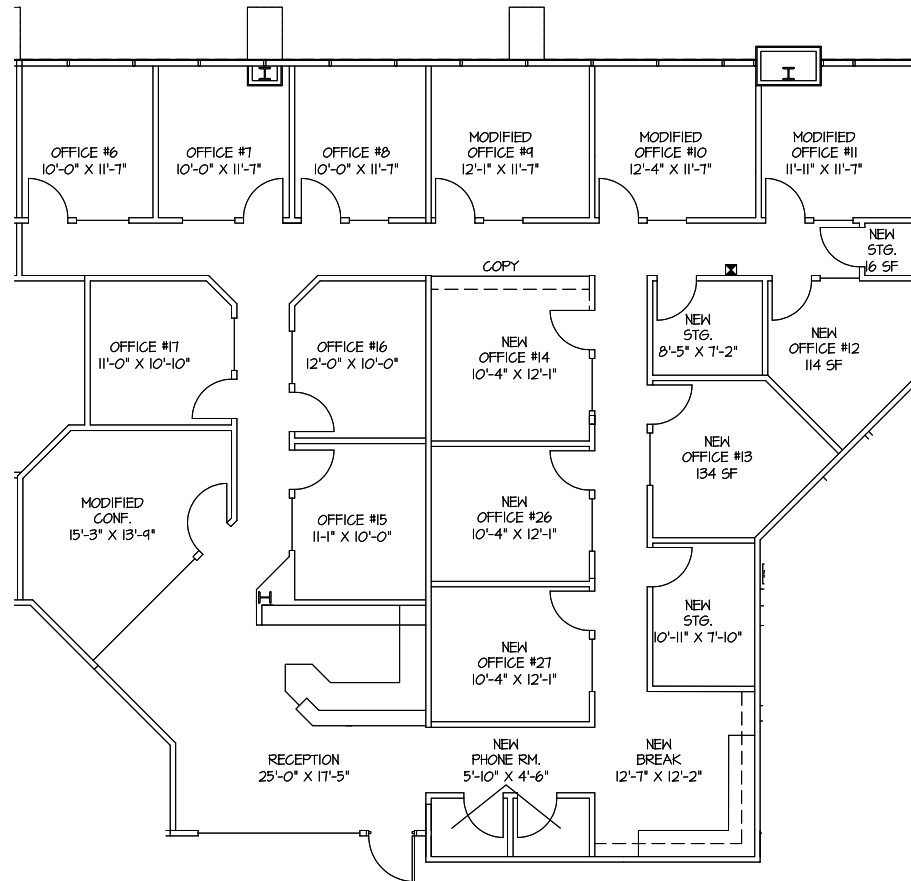 OFFICE #6
10'-0" X 11'-7"
OFFICE #7
10'-0" X 11'-7"
OFFICE #8
10'-0" X 11'-7"
MODIFIED
OFFICE #9
12'-1" X 11'-7"
MODIFIED
OFFICE #10
12'-4" X 11'-7"
MODIFIED
OFFICE #11
11'-11" X 11'-7"
NEW
STG.
16 SF
COPY
OFFICE #17
11'-0" X 10'-10"
OFFICE #16
12'-0" X 10'-0"
NEW
OFFICE #14
10'-4" X 12'-1"
NEW
STG.
8'-5" X 7'-2"
NEW
OFFICE #12
114 SF
NEW
OFFICE #13
134 SF
MODIFIED
CONF.
15'-3" X 13'-9"
OFFICE #15
11-1" X 10'-0"
NEW
OFFICE #26
10'-4" X 12'-1"
NEW
STG.
10'-11" X 7'-10"
NEW
OFFICE #27
10'-4" X 12'-1"
RECEPTION
25'-0" X 17'-5"
NEW
PHONE RM.
5'-10" X 4'-6"
NEW
BREAK
12'-7" X 12'-2"